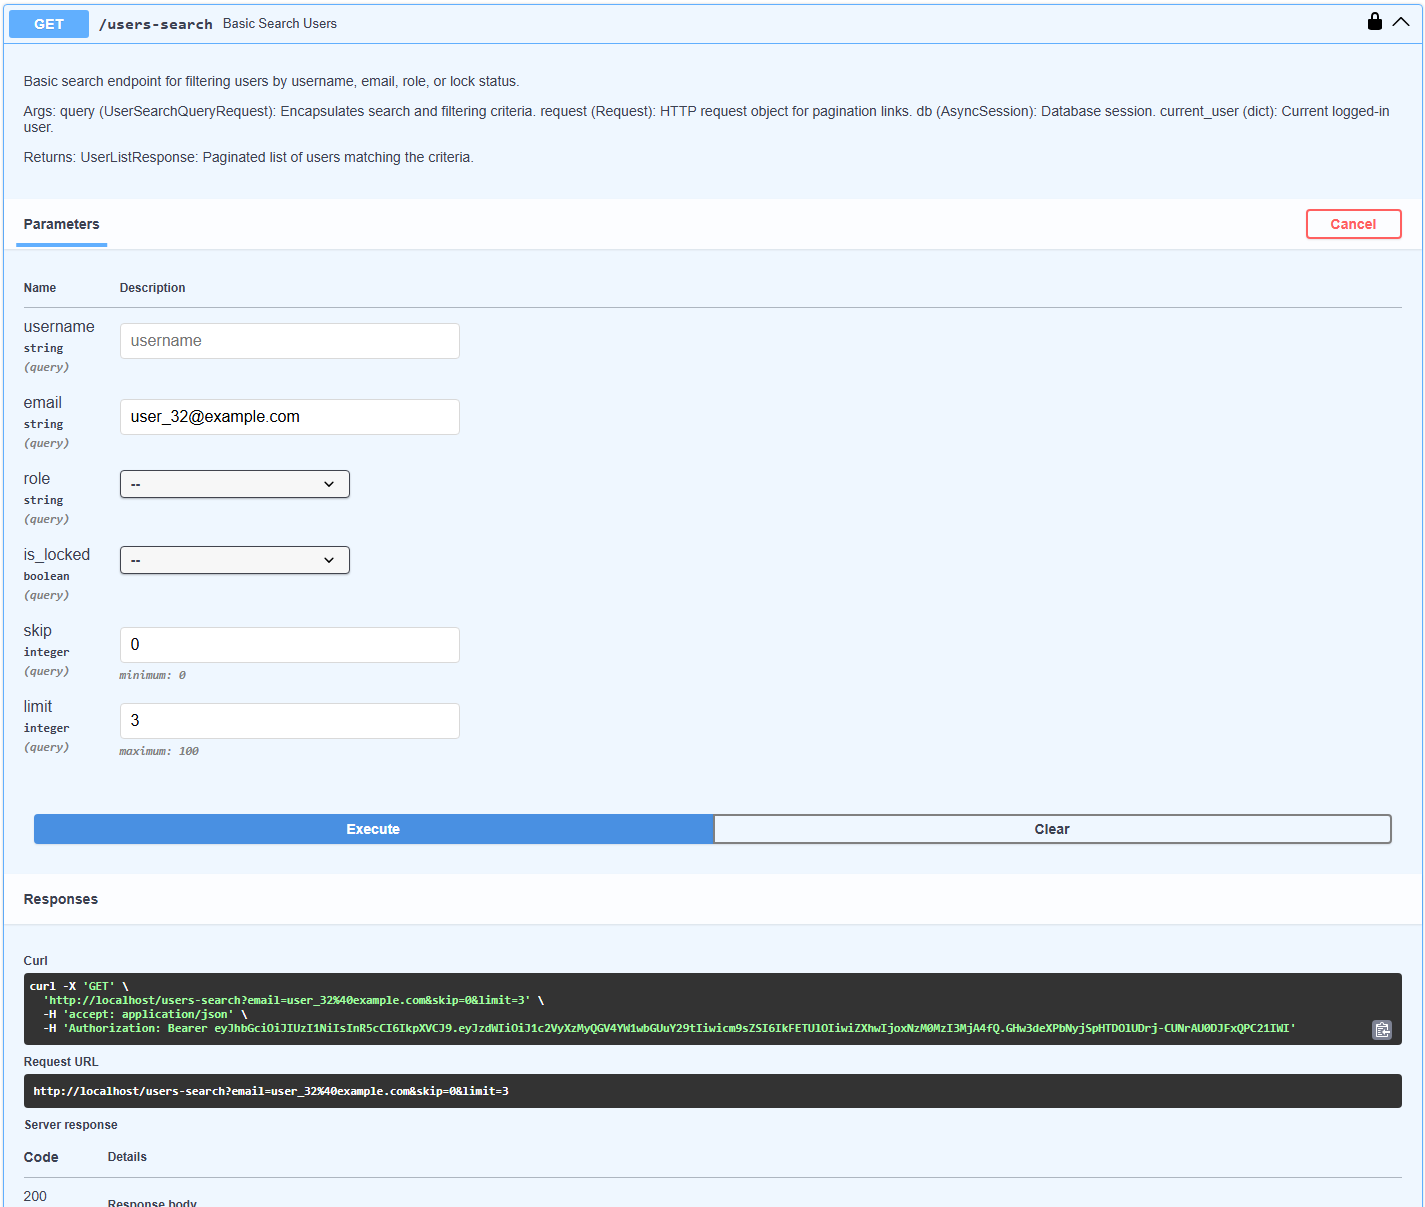 GET /users-search Basic Search Users
Basic search endpoint for filtering users by username, email, role, or lock status.
Args: query (UserSearchQueryRequest): Encapsulates search and filtering criteria. request (Request): HTTP request object for pagination links. db (AsyncSession): Database session. current_user (dict): Current logged-in
user.
Returns: UserListResponse: Paginated list of users matching the criteria.
Parameters
Cancel
Name Description
username
string
(query)
username
email
string
(query)
user_32@example.com
role
string
(query)
--
is_locked
boolean
(query)
--
skip
integer
(query)
0
minimum: 0
limit
integer
(query)
3
maximum: 100
Execute
Clear
Responses
Curl
curl -X 'GET' \
'http://localhost/users-search?email=user_32%40example.com&skip=0&limit=3' \
-H 'accept: application/json' \
-H 'Authorization: Bearer eyJhbGciOiJIUzI1NiIsInR5cCI6IkpXVCJ9.eyJzdWIiOiJ1c2VyXzMyQGV4YW1wbGUuY29tIiwicm9sZSI6IkFETUlOIiwiZXhwIjoxNzM0MzI3MjA4fQ.GHw3deXPbNyjSpHTDOlUDrj-CUNrAU0DJFxQPC21IWI'
Request URL
http://localhost/users-search?email=user_32%40example.com&skip=0&limit=3
Server response
Code Details
200
Response body